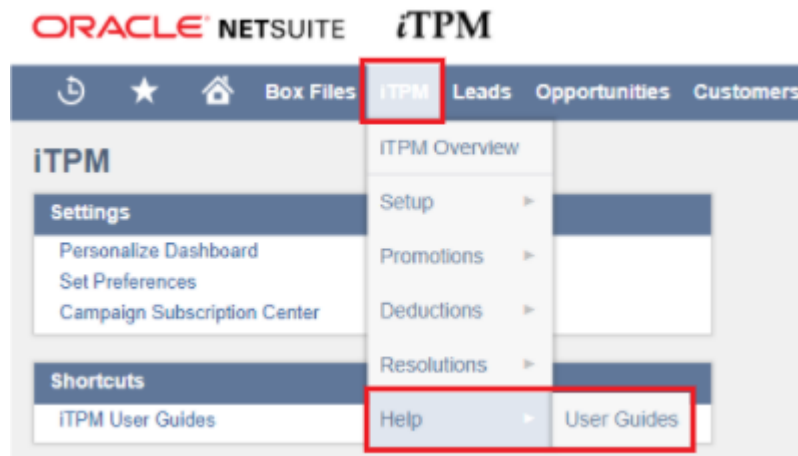 ORACLE NETSUITE iTPM
Box Files iTPM Leads Opportunities Customers
iTPM
iTPM Overview
Settings
Setup
Personalize Dashboard
Promotions
Set Preferences
Campaign Subscription Center
Deductions
Resolutions
Shortcuts
iTPM User Guides
Help
User Guides